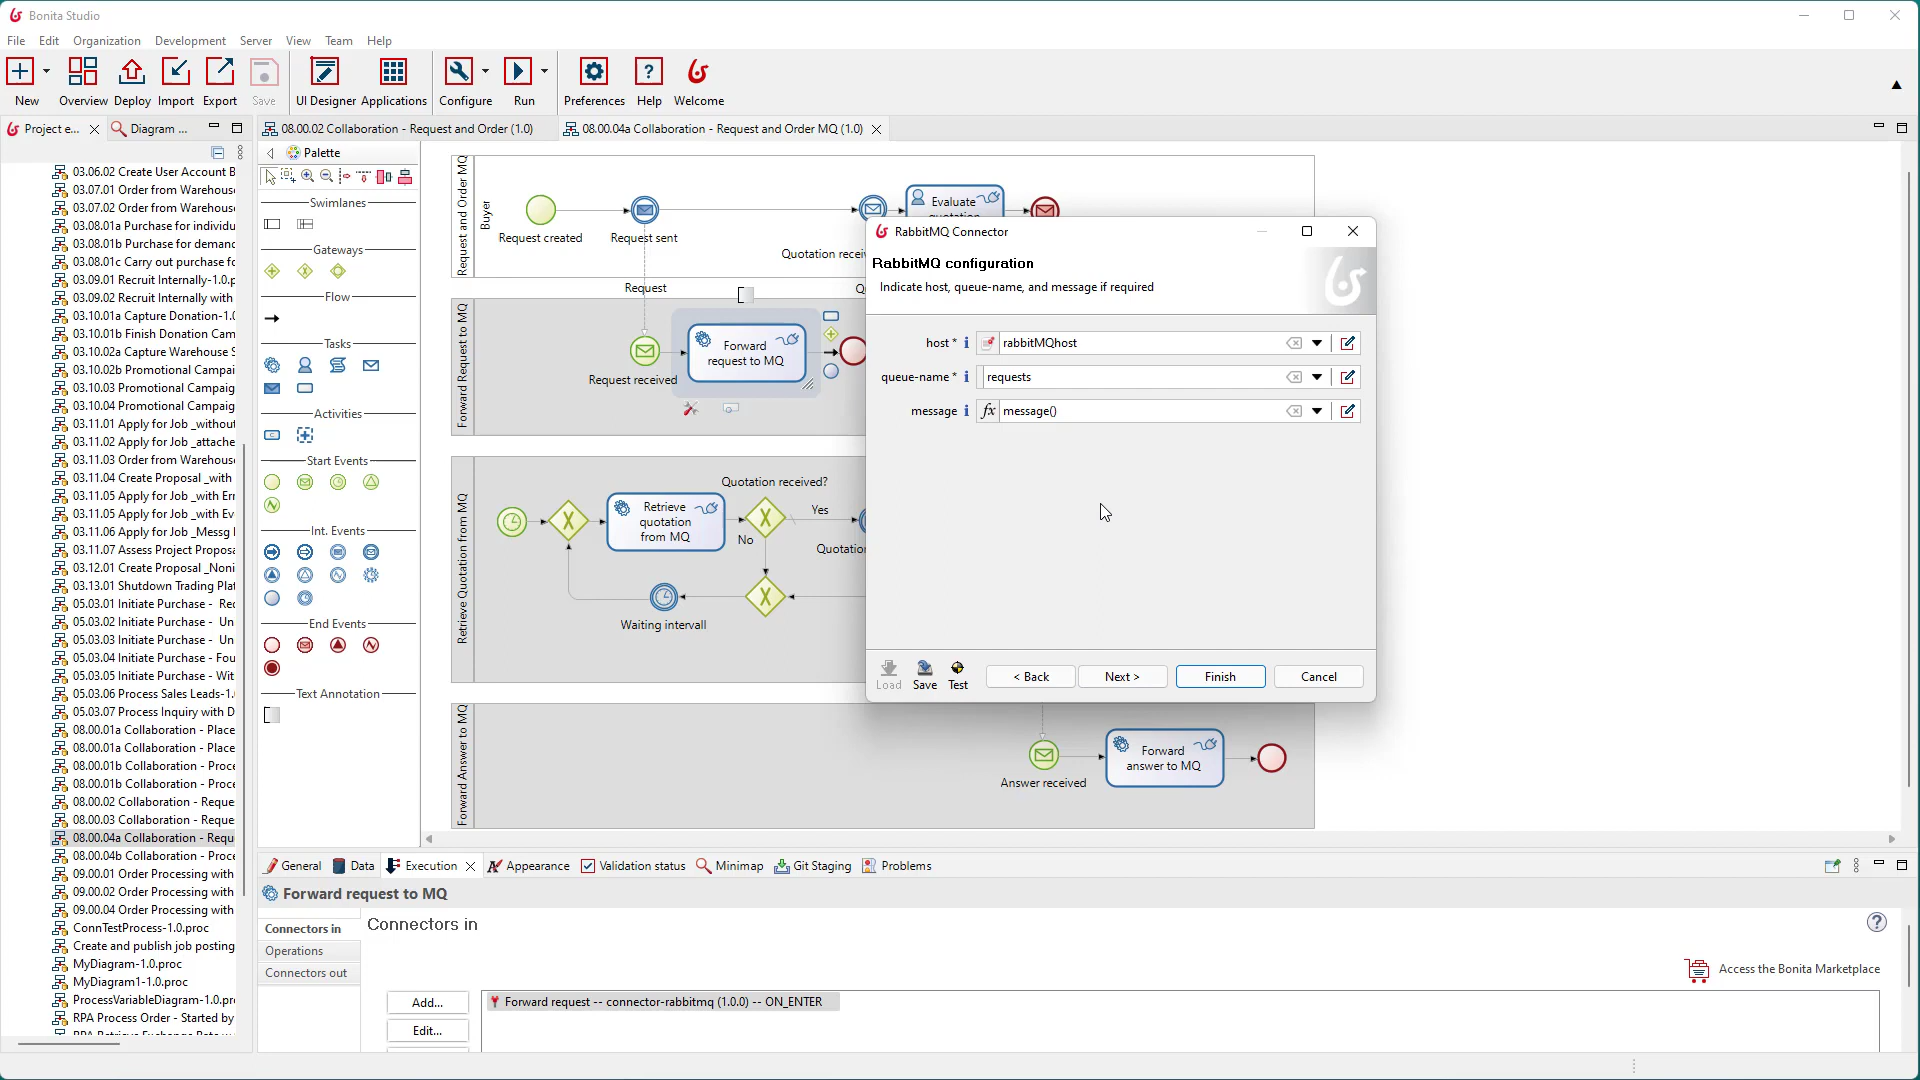 Bonita Studio
File Edit Organization Development Server View Team Help
New Overview Deploy Import Export Save UI Designer Applications Configure Run Preferences Help Welcome
Project e... Diagram ...
08.00.02 Collaboration - Request and Order (1.0) 08.00.04a Collaboration - Request and Order MQ (1.0)
03.06.02 Create User Account B
03.07.01 Order from Warehouse
03.07.02 Order from Warehouse
03.08.01a Purchase for individu
03.08.01b Purchase for demand
03.08.01c Carry out purchase fo
03.09.01 Recruit Internally-1.0.p
03.09.02 Recruit Internally with
03.10.01a Capture Donation-1.0
03.10.01b Finish Donation Cam
03.10.02a Capture Warehouse S
03.10.02b Promotional Campai
03.10.03 Promotional Campaig
03.10.04 Promotional Campaig
03.11.01 Apply for Job _without
03.11.02 Apply for Job _attache
03.11.03 Order from Warehouse
03.11.04 Create Proposal _with
03.11.05 Apply for Job _with Err
03.11.05 Apply for Job _with Ev
03.11.06 Apply for Job _Messg
03.11.07 Assess Project Proposa
03.12.01 Create Proposal _Noni
03.13.01 Shutdown Trading Plat
05.03.01 Initiate Purchase - Rec
05.03.02 Initiate Purchase - Un
05.03.03 Initiate Purchase - Un
05.03.04 Initiate Purchase - Fou
05.03.05 Initiate Purchase - Wit
05.03.06 Process Sales Leads-1.
05.03.07 Process Inquiry with D
08.00.01a Collaboration - Place
08.00.01a Collaboration - Place
08.00.01b Collaboration - Proce
08.00.01b Collaboration - Proce
08.00.02 Collaboration - Reque
08.00.03 Collaboration - Reque
08.00.04a Collaboration - Requ
08.00.04b Collaboration - Proce
09.00.01 Order Processing with
09.00.02 Order Processing with
09.00.04 Order Processing with
ConnTestProcess-1.0.proc
Create and publish job posting
MyDiagram-1.0.proc
MyDiagram1-1.0.proc
ProcessVariableDiagram-1.0.pro
RPA Process Order - Started by
Palette
Swimlanes
Gateways
Flow
Tasks
Activities
Start Events
Int. Events
End Events
Text Annotation
Request and Order MQ
Buyer
Request created
Request sent
Quotation receiv
Evaluate
quotation
Request
Forward Request to MQ
Request received
Forward
request to MQ
Retrieve Quotation from MQ
Retrieve
quotation
from MQ
Quotation received?
Yes
No
Quotation
Waiting intervall
Forward Answer to MQ
Answer received
Forward
answer to MQ
RabbitMQ Connector
RabbitMQ configuration
Indicate host, queue-name, and message if required
host * i rabbitMQhost
queue-name * i requests
message i fx message()
Load Save Test < Back Next > Finish Cancel
General Data Execution Appearance Validation status Minimap Git Staging Problems
Forward request to MQ
Connectors in
Operations
Connectors out
Connectors in
Access the Bonita Marketplace
Add...
Edit...
Forward request -- connector-rabbitmq (1.0.0) -- ON_ENTER